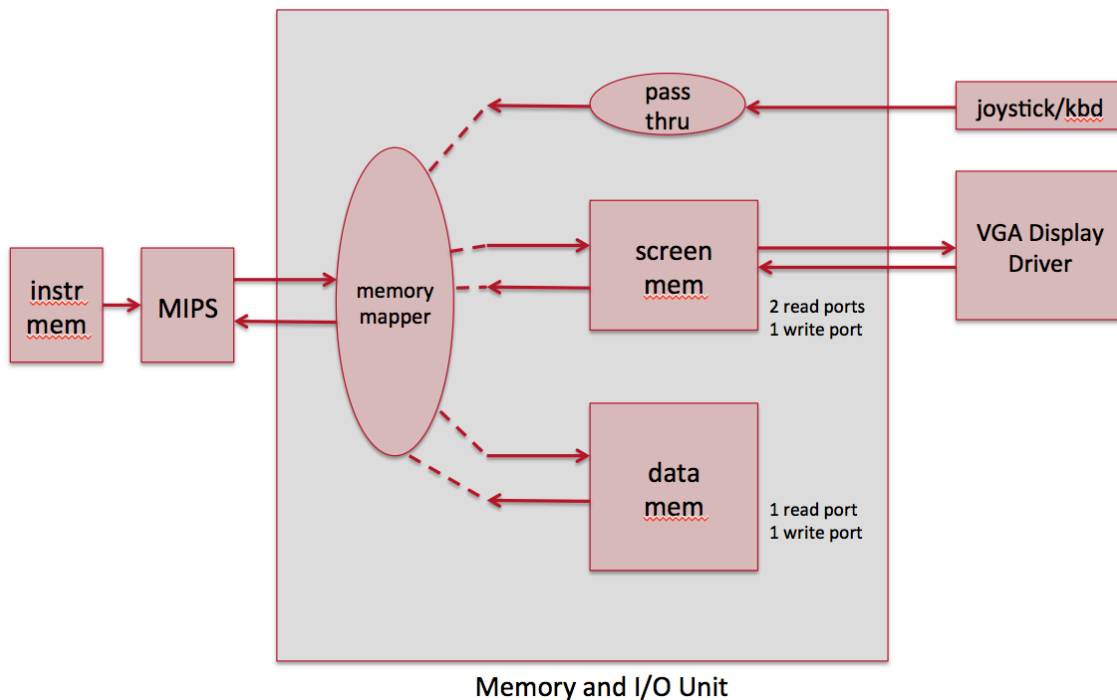 pass
thru
joystick/kbd
screen
mem
VGA Display
Driver
2 read ports
1 write port
instr
mem
MIPS
memory
mapper
data
mem
1 read port
1 write port
Memory and I/O Unit